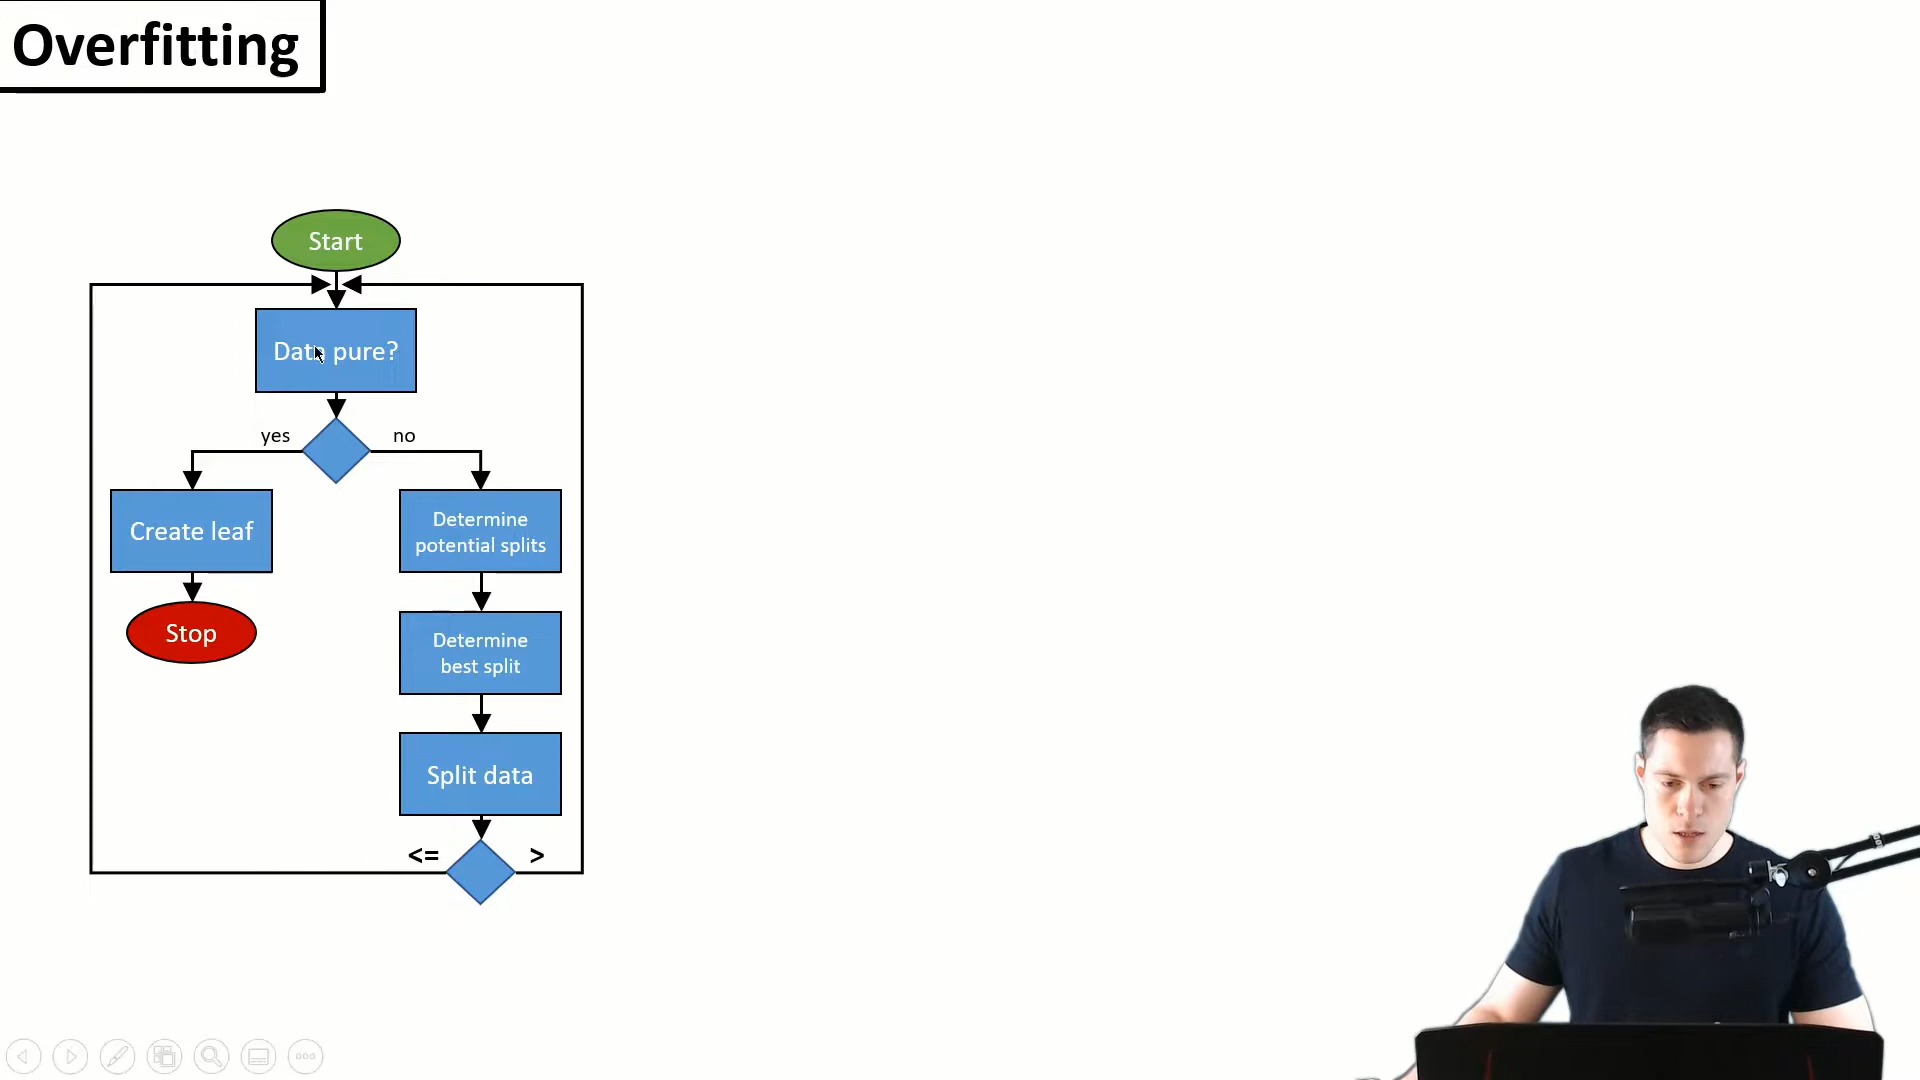 Overfitting
Start
Data pure?
yes
no
Create leaf
Determine
potential splits
Stop
Determine
best split
Split data
<=
>